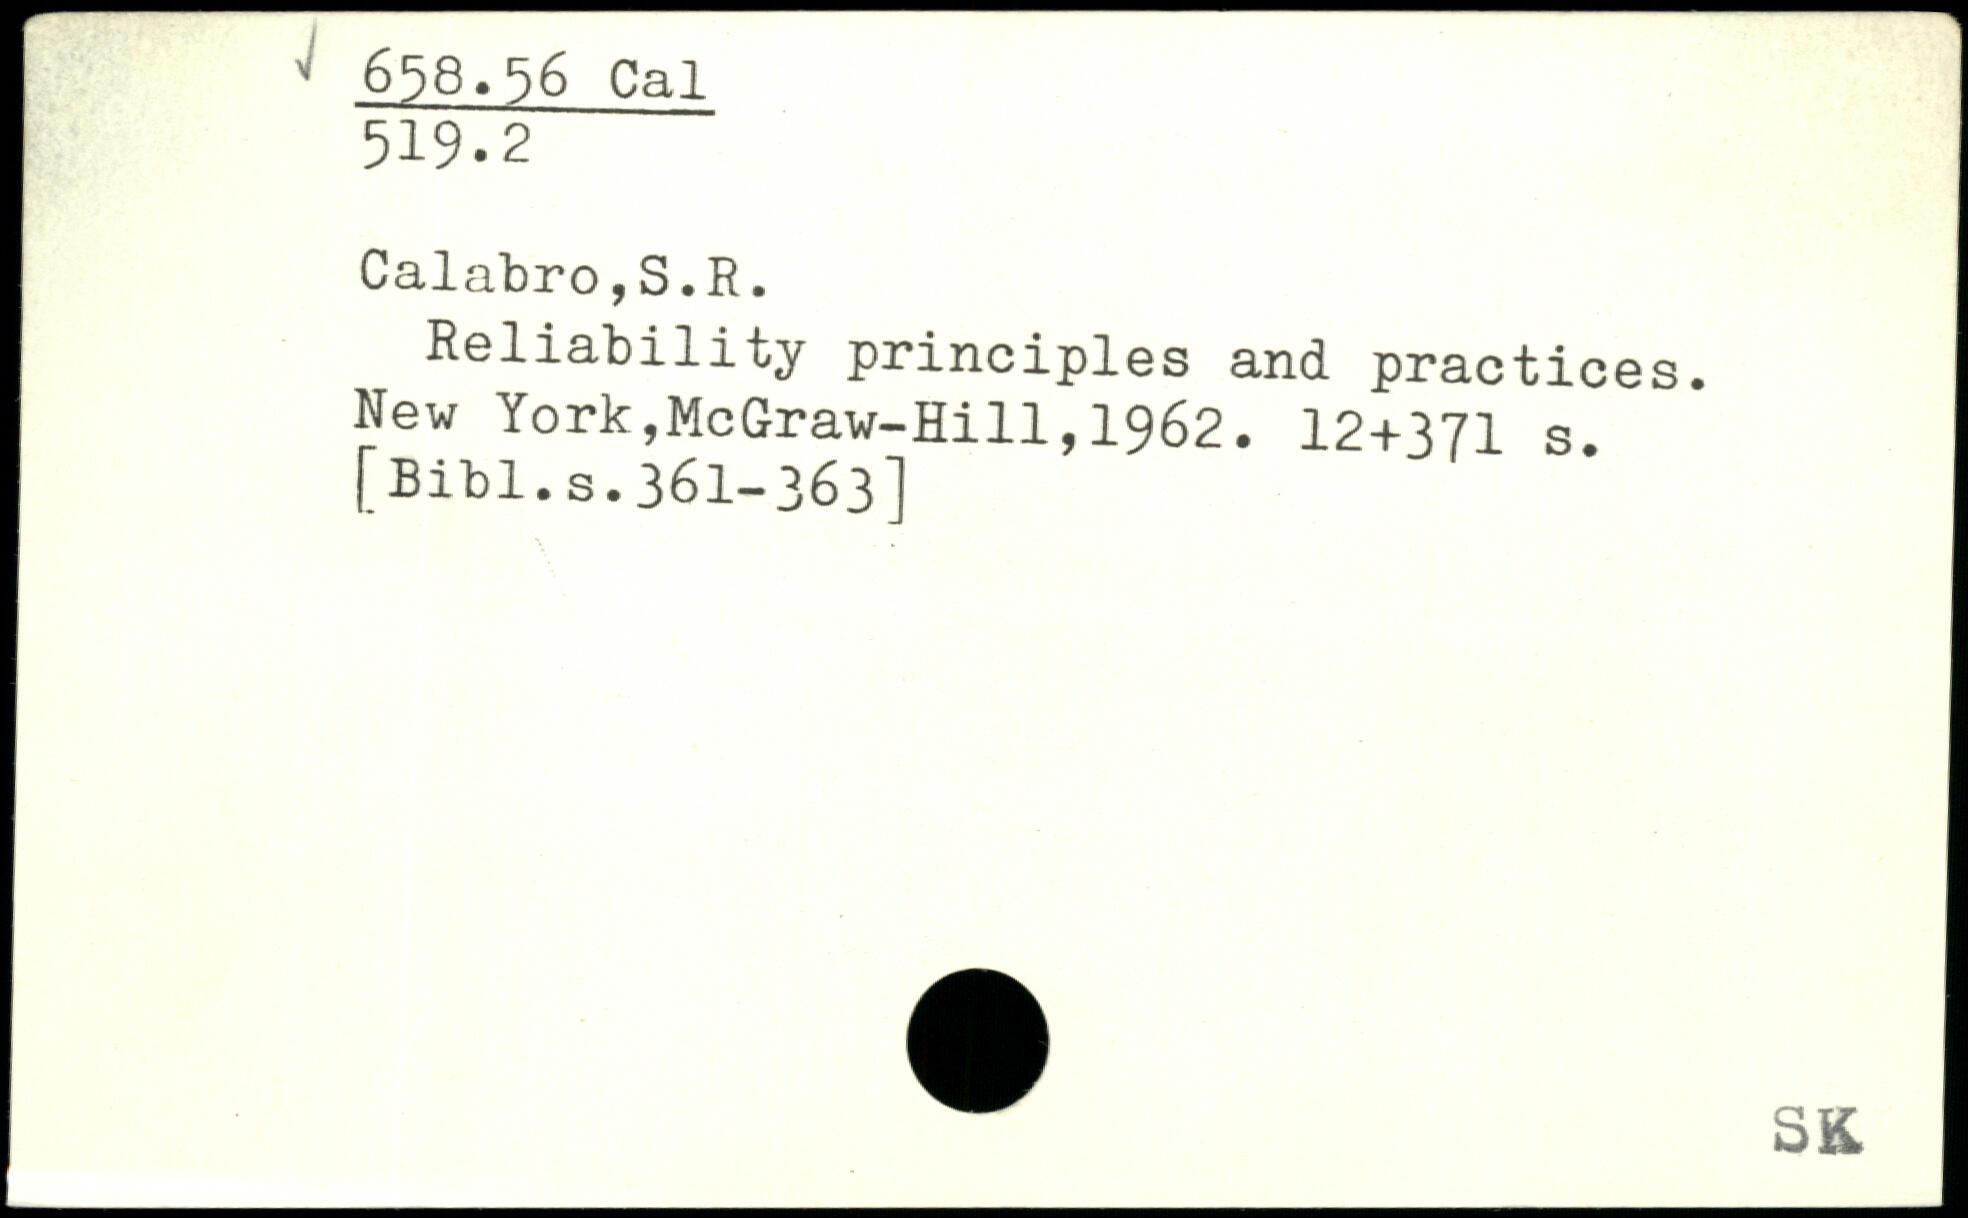 658.56 Cal
519.2
Calabro,S.R.
Reliability principles and practices.
New York,McGraw-Hill,1962. 12+371 s.
[Bibl.s.361-363]
SK